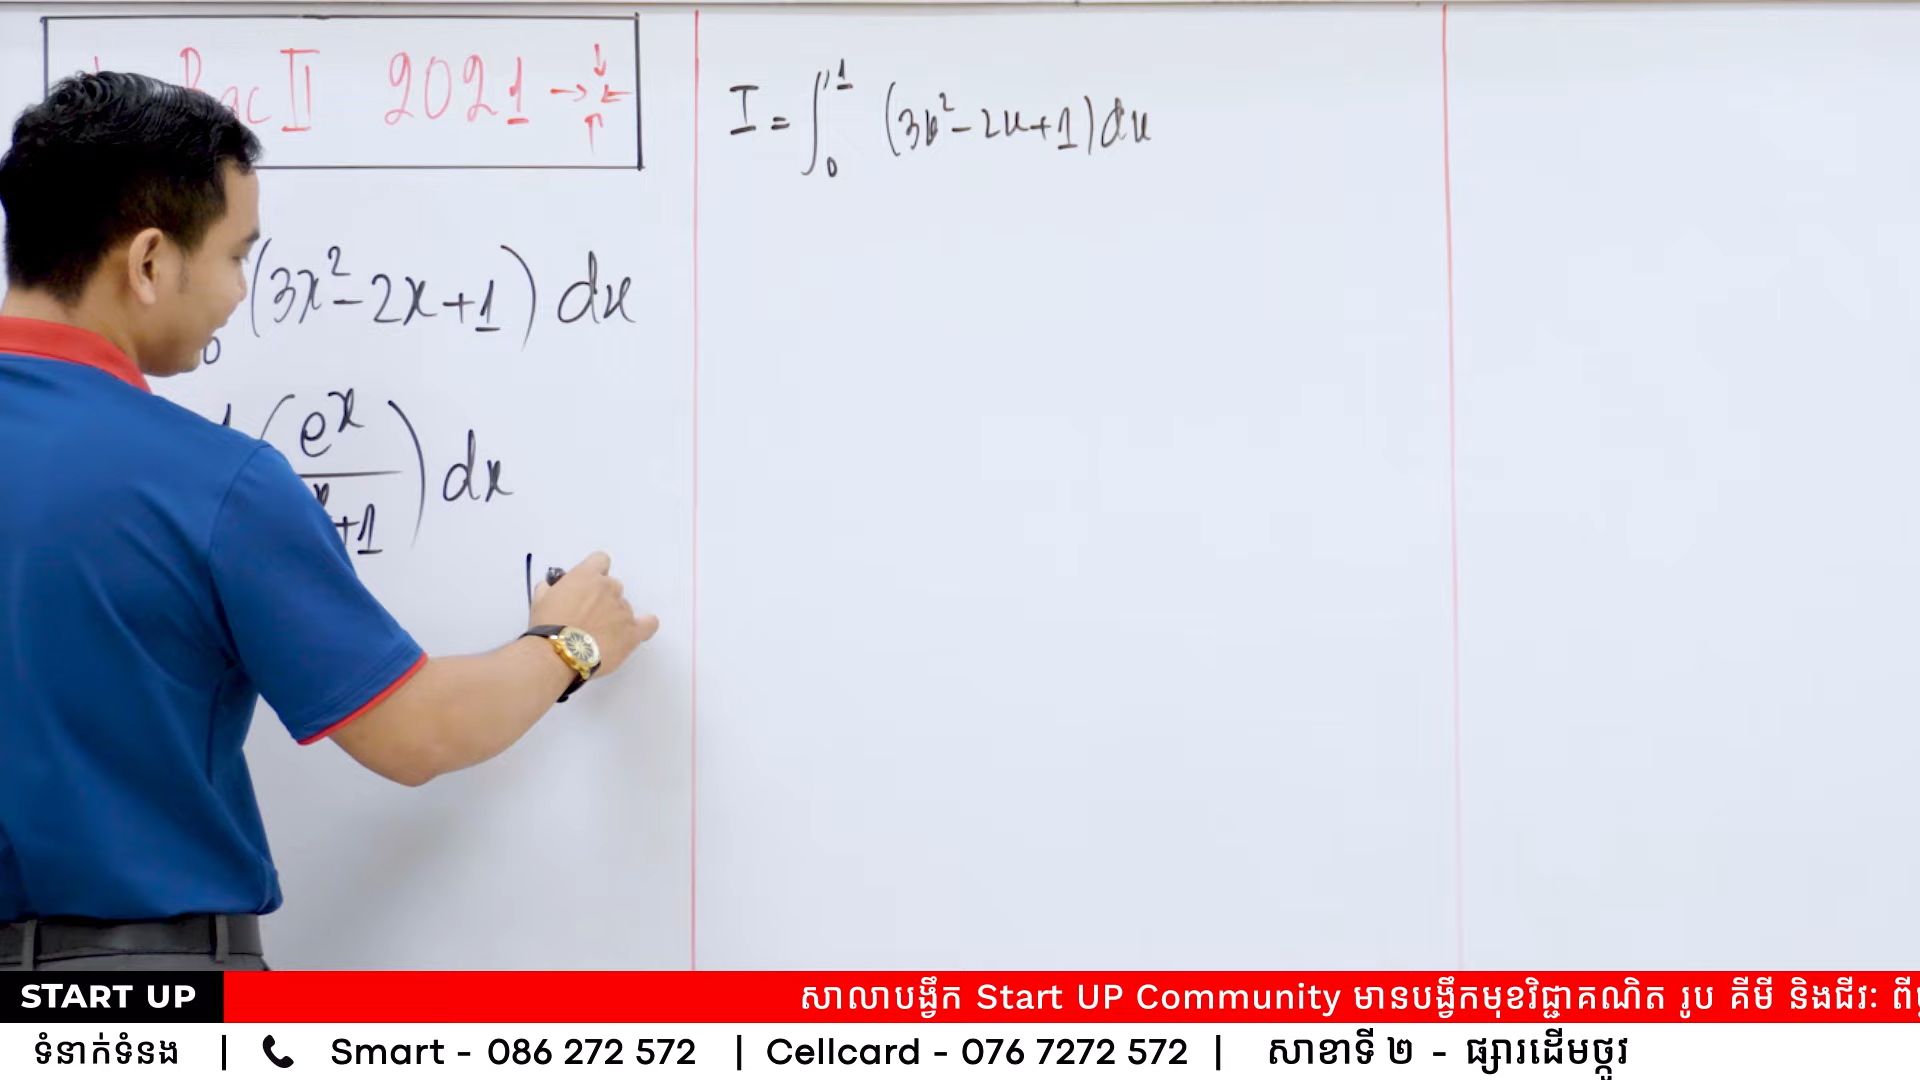 Bac II 2021
(3x²-2x+1) dx
0
(eˣ/ˣ+1) dx
I = ∫₀¹ (3x²-2x+1)dx
START UP
សាលាបង្វឹក Start UP Community មានបង្វឹកមុខវិជ្ជាគណិត រូប គីមី និងជីវៈ
ទំនាក់ទំនង | Smart - 086 272 572 | Cellcard - 076 7272 572 | សាខាទី ២ - ផ្សារដើមថ្កូវ